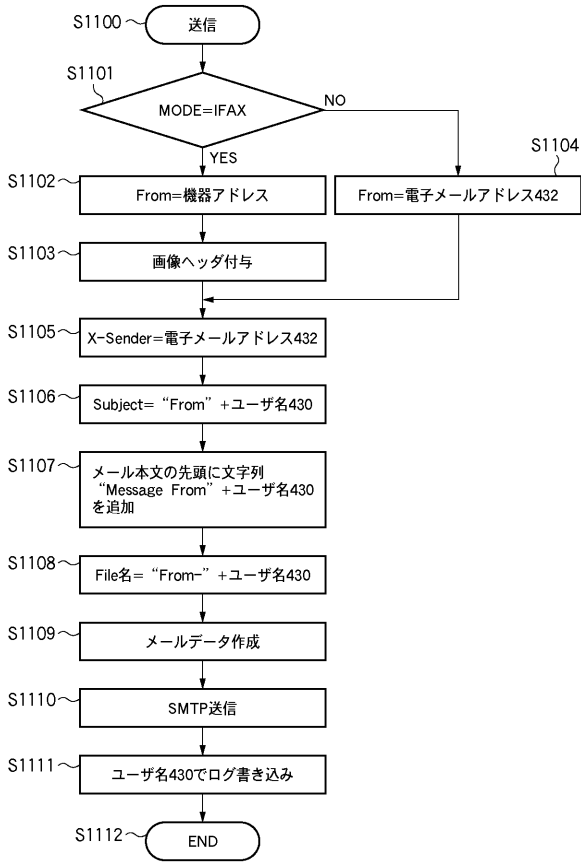 S1100
送信
S1101
MODE=IFAX
NO
YES
S1104
S1102
From=機器アドレス
From=電子メールアドレス432
S1103
画像ヘッダ付与
S1105
X-Sender=電子メールアドレス432
S1106
Subject= “From” +ユーザ名430
S1107
メール本文の先頭に文字列
“Message From” +ユーザ名430
を追加
S1108
File名= “From-” +ユーザ名430
S1109
メールデータ作成
S1110
SMTP送信
S1111
ユーザ名430でログ書き込み
S1112
END